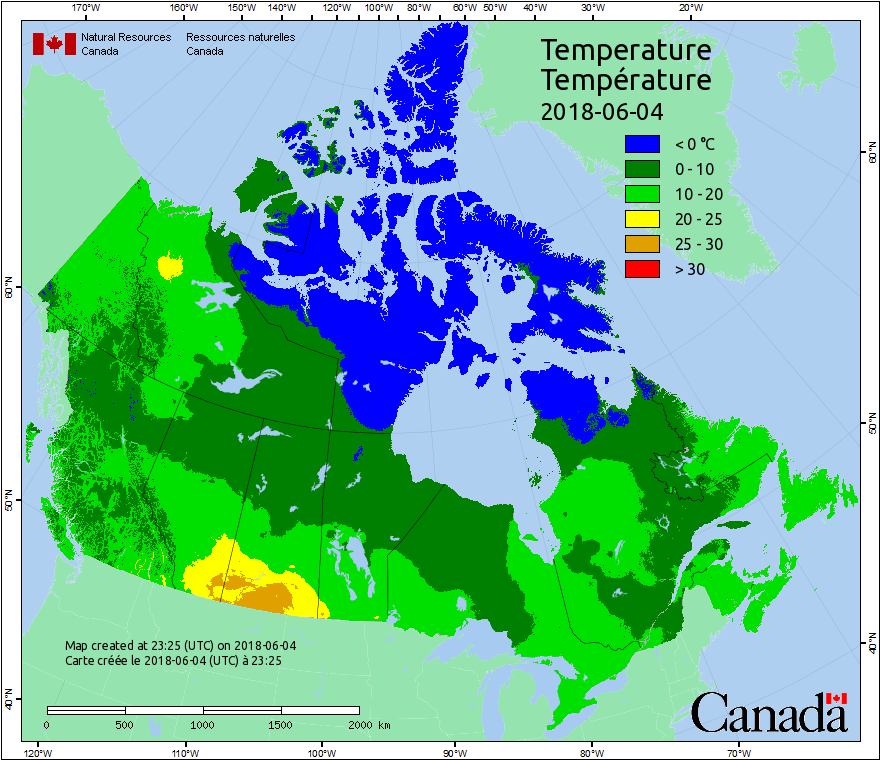 170°W 160°W 150°W 140°W 120°W 100°W 80°W 60°W 50°W 40°W 30°W 20°W
Natural Resources Ressources naturelles
Canada Canada
Temperature
Température
2018-06-04
< 0 °C
0 - 10
10 - 20
20 - 25
25 - 30
> 30
60°N
60°N
50°N
50°N
40°N
40°N
Map created at 23:25 (UTC) on 2018-06-04
Carte créée le 2018-06-04 (UTC) à 23:25
0 500 1000 1500 2000 km
Canada
120°W 110°W 100°W 90°W 80°W 70°W